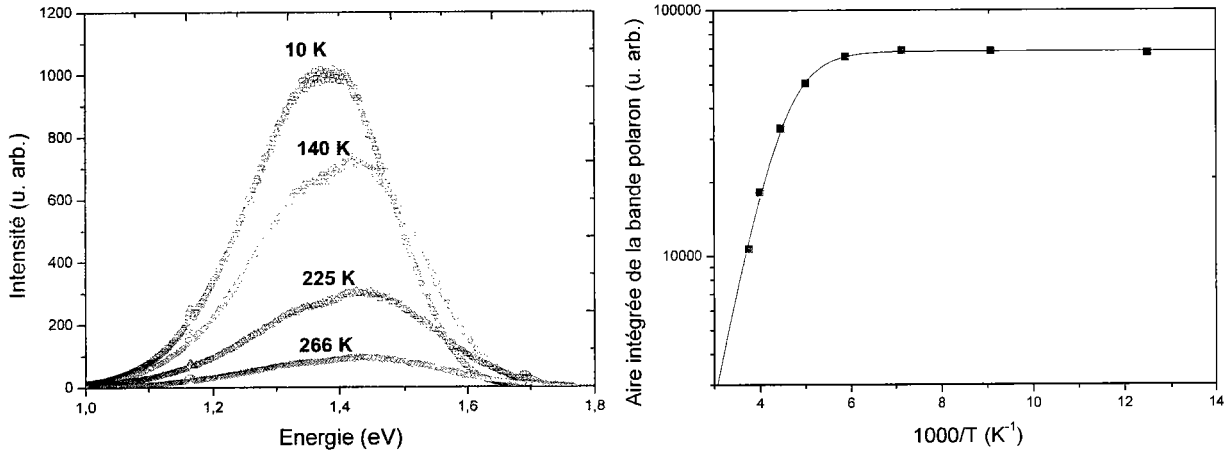 1200
1000
800
600
400
200
0
10 K
140 K
225 K
266 K
1,0
1,2
1,4
1,6
1,8
Energie (eV)
Intensité (u. arb.)
100000
10000
4
6
8
10
12
14
1000/T (K⁻¹)
Aire intégrée de la bande polaron (u. arb.)